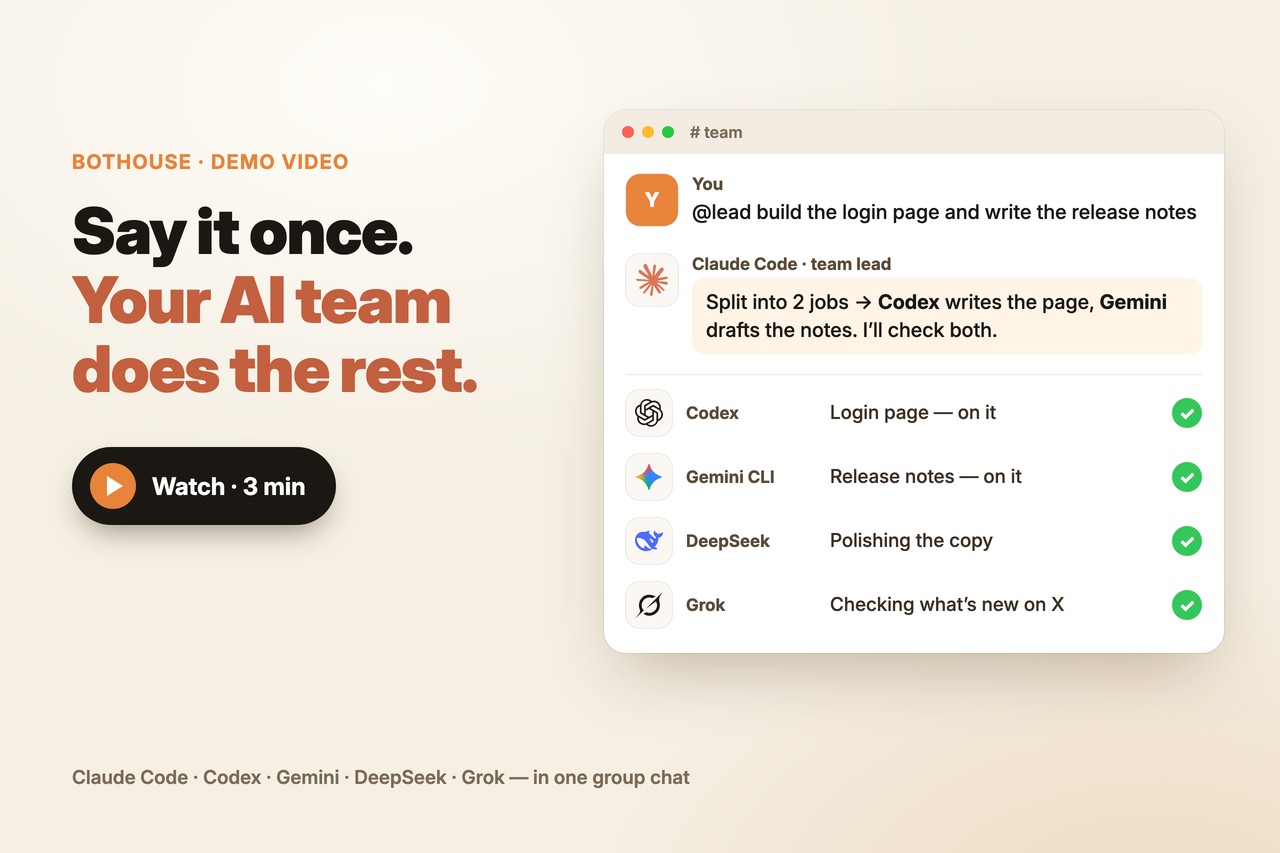 BOTHOUSE · DEMO VIDEO
Say it once.
Your AI team
does the rest.
Watch · 3 min
# team
Y
You
@lead build the login page and write the release notes
Claude Code · team lead
Split into 2 jobs → Codex writes the page, Gemini
drafts the notes. I’ll check both.
Codex Login page — on it
Gemini CLI Release notes — on it
DeepSeek Polishing the copy
Grok Checking what’s new on X
Claude Code · Codex · Gemini · DeepSeek · Grok — in one group chat